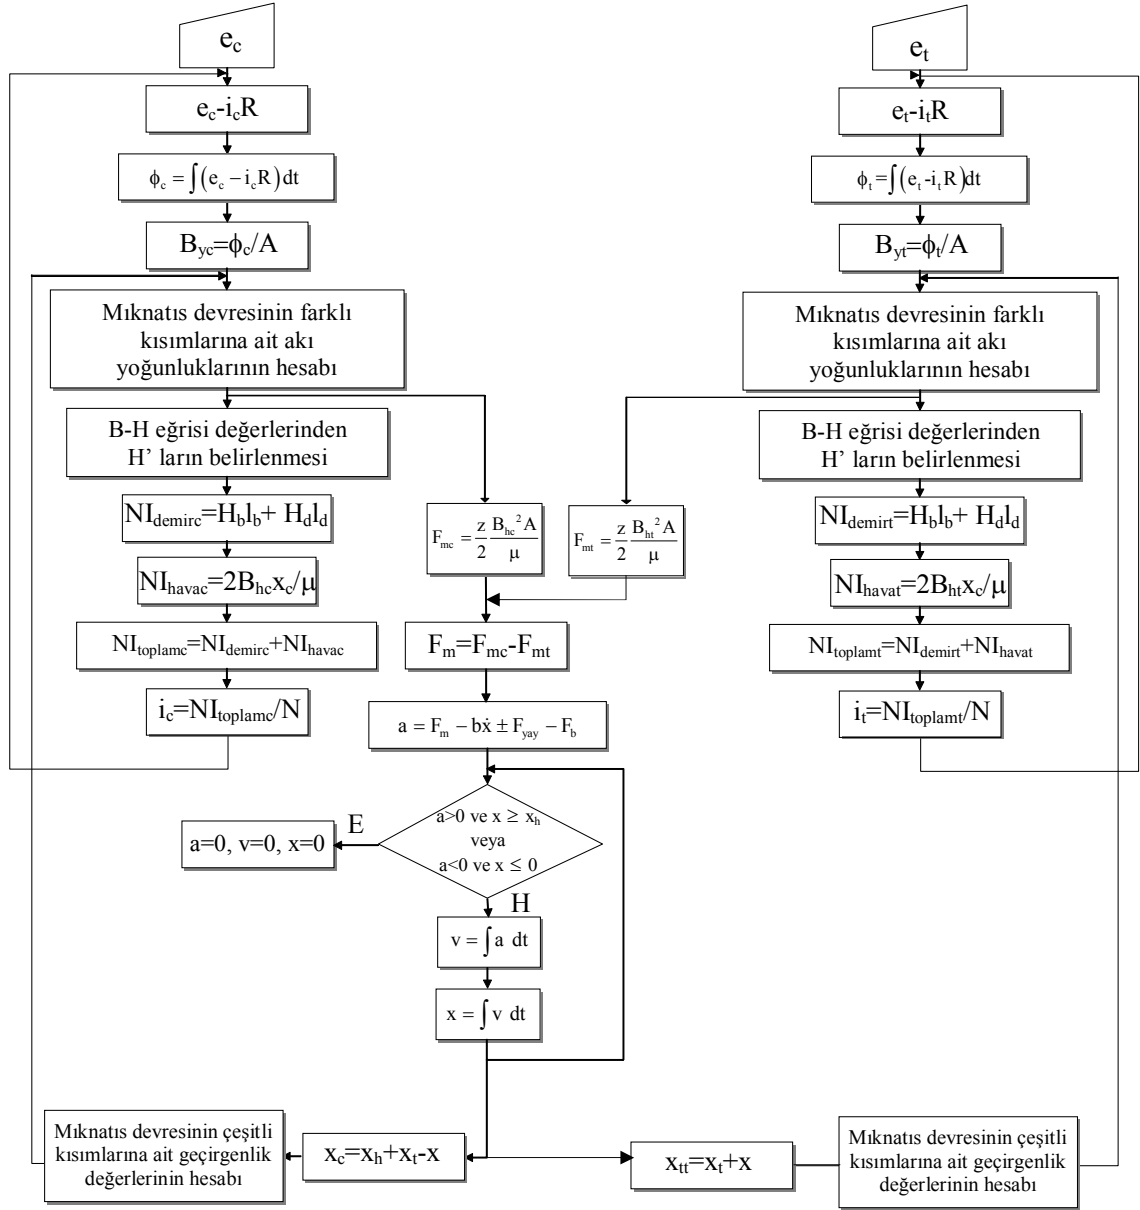 e_c
e_c-i_cR
ϕ_c = ∫(e_c − i_cR)dt
B_yc=ϕ_c/A
Mıknatıs devresinin farklı
kısımlarına ait akı
yoğunluklarının hesabı
B-H eğrisi değerlerinden
H' ların belirlenmesi
NI_demirc=H_bl_b+ H_dl_d
NI_havac=2B_hcx_c/μ
NI_toplamc=NI_demirc+NI_havac
i_c=NI_toplamc/N
e_t
e_t-i_tR
ϕ_t=∫(e_t-i_tR)dt
B_yt=ϕ_t/A
Mıknatıs devresinin farklı
kısımlarına ait akı
yoğunluklarının hesabı
B-H eğrisi değerlerinden
H' ların belirlenmesi
NI_demirt=H_bl_b+ H_dl_d
NI_havat=2B_htx_c/μ
NI_toplamt=NI_demirt+NI_havat
i_t=NI_toplamt/N
F_mc = z/2 B_hc²A/μ
F_mt = z/2 B_ht²A/μ
F_m=F_mc-F_mt
a = F_m − bẋ ± F_yay − F_b
a>0 ve x ≥ x_h
veya
a<0 ve x ≤ 0
E
a=0, v=0, x=0
H
v = ∫a dt
x = ∫v dt
x_c=x_h+x_t-x
Mıknatıs devresinin çeşitli
kısımlarına ait geçirgenlik
değerlerinin hesabı
x_tt=x_t+x
Mıknatıs devresinin çeşitli
kısımlarına ait geçirgenlik
değerlerinin hesabı